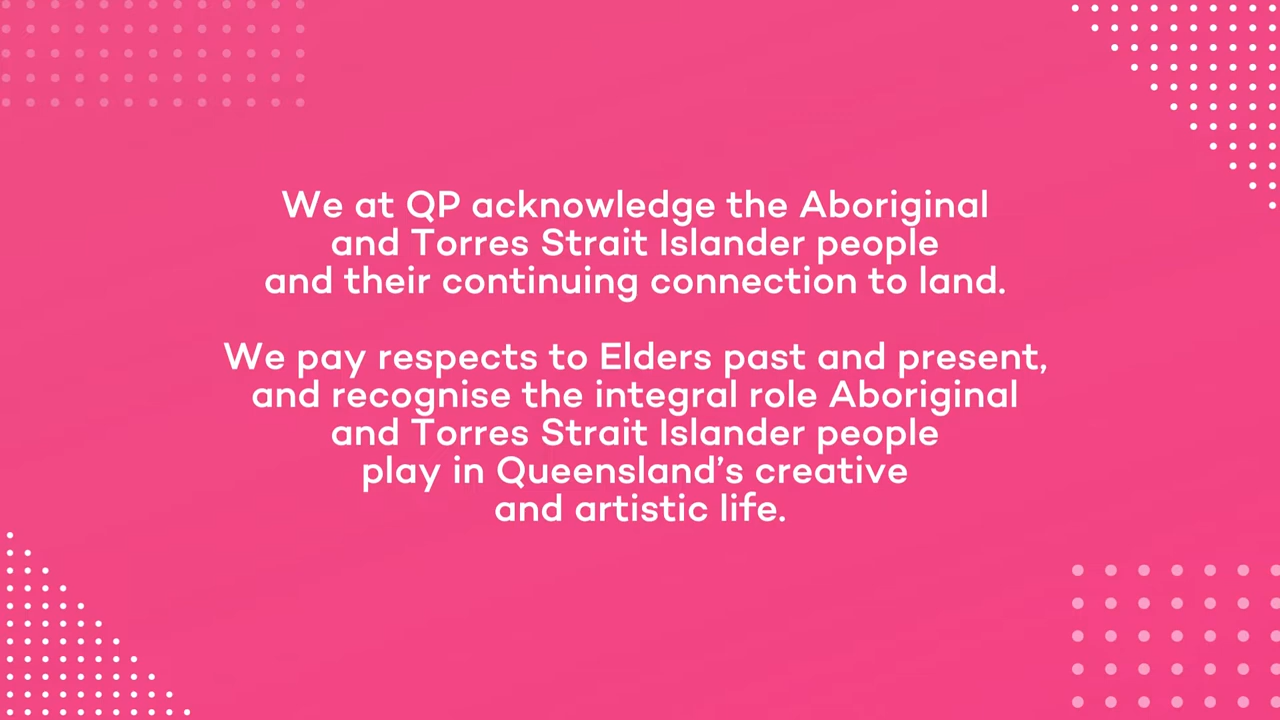 We at QP acknowledge the Aboriginal
and Torres Strait Islander people
and their continuing connection to land.
We pay respects to Elders past and present,
and recognise the integral role Aboriginal
and Torres Strait Islander people
play in Queensland’s creative
and artistic life.